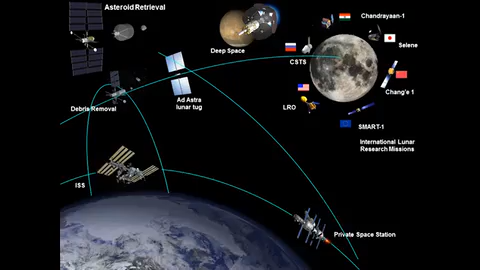 Asteroid Retrieval
Deep Space
Chandrayaan-1
Selene
CSTS
Chang'e 1
LRO
SMART-1
International Lunar
Research Missions
Ad Astra
lunar tug
Debris Removal
ISS
Private Space Station